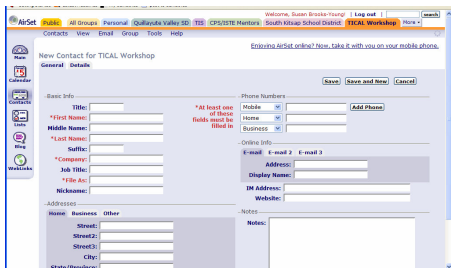 Welcome, Susan Brooks-Young! | Log out | search
AirSet Public All Groups Personal Quillayute Valley SD TIS CPS/ISTE Mentors South Kitsap School District TICAL Workshop More
Contacts View Email Group Tools Help
Enjoying AirSet online? Now, take it with you on your mobile phone.
Main
New Contact for TICAL Workshop
General Details
Calendar
Save Save and New Cancel
Contacts
Basic Info
Title:
*First Name:
Middle Name:
*Last Name:
Suffix:
*Company:
Job Title:
*File As:
Nickname:
*At least one
of these
fields must be
filled in
Lists
Blog
WebLinks
Phone Numbers
Mobile Add Phone
Home
Business
Online Info
E-mail E-mail 2 E-mail 3
Address:
Display Name:
IM Address:
Website:
Addresses
Home Business Other
Street:
Street2:
Street3:
City:
State/Province:
Notes
Notes: